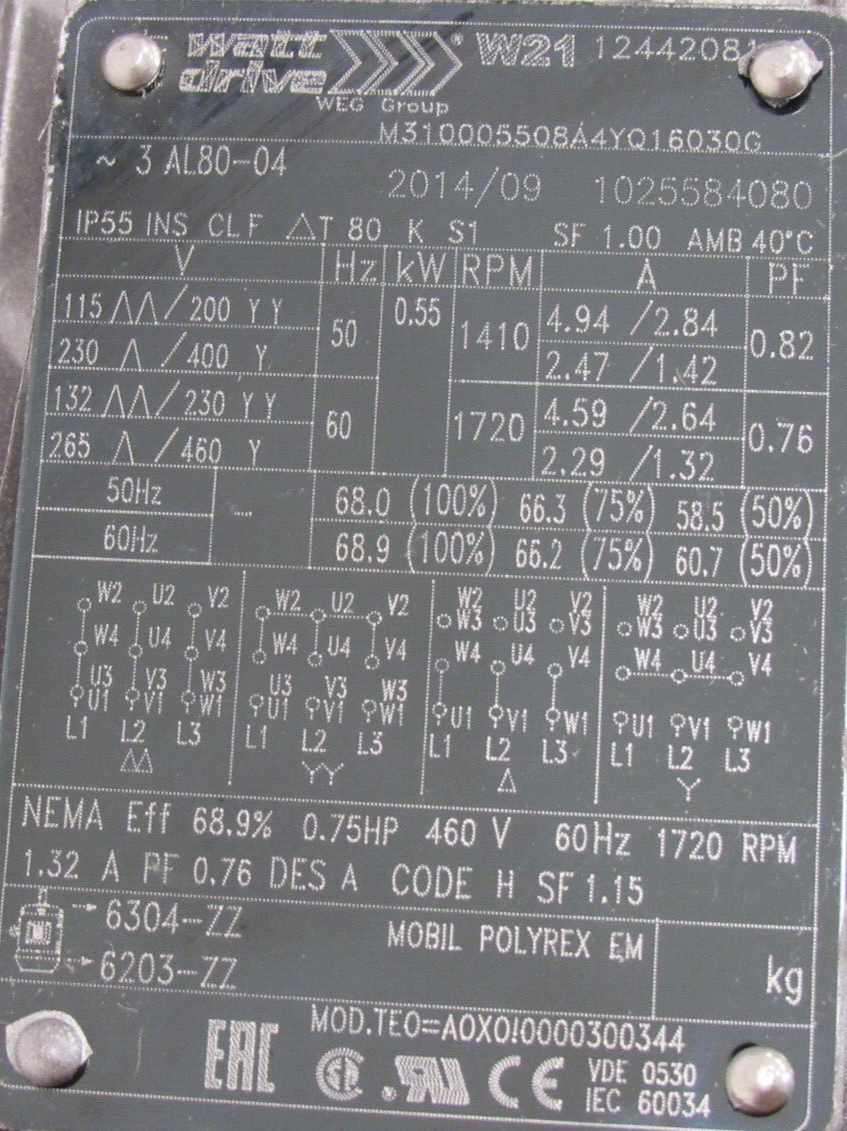 watt drive W21 12442081
WEG Group
M310005508A4YQ16030G
~ 3 AL80-04
2014/09 1025584080
IP55 INS CL F △T 80 K S1 SF 1.00 AMB 40°C
V Hz kW RPM A PF
115 △△/200 Y Y 50 0.55 1410 4.94 /2.84 0.82
230 △/400 Y 2.47 /1.42
132 △△/230 Y Y 60 1720 4.59 /2.64 0.76
265 △/460 Y 2.29 /1.32
50Hz – 68.0 (100%) 66.3 (75%) 58.5 (50%)
60Hz 68.9 (100%) 66.2 (75%) 60.7 (50%)
W2 U2 V2 W2 U2 V2 W2 U2 V2 W2 U2 V2
W3 U3 V3 W3 U3 V3
W4 U4 V4 W4 U4 V4 W4 U4 V4 W4 U4 V4
U3 V3 W3 U3 V3 W3
U1 V1 W1 U1 V1 W1 U1 V1 W1 U1 V1 W1
L1 L2 L3 L1 L2 L3 L1 L2 L3 L1 L2 L3
△△ YY △ Y
NEMA Eff 68.9% 0.75HP 460 V 60Hz 1720 RPM
1.32 A PF 0.76 DES A CODE H SF 1.15
6304-ZZ
MOBIL POLYREX EM
6203-ZZ
kg
MOD.TE0=A0X0!0000300344
EAC CE VDE 0530
IEC 60034